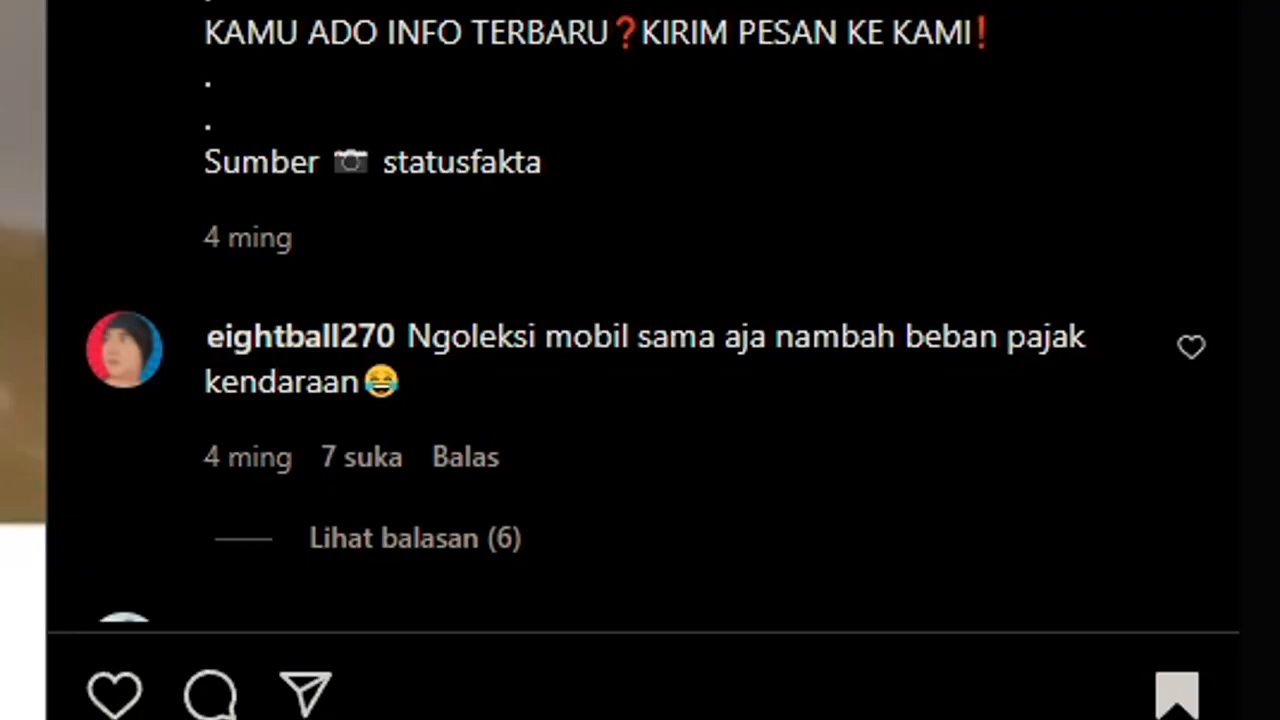 KAMU ADO INFO TERBARU❓KIRIM PESAN KE KAMI❗
.
.
Sumber 📷 statusfakta
4 ming
eightball270 Ngoleksi mobil sama aja nambah beban pajak
kendaraan😂
4 ming 7 suka Balas
Lihat balasan (6)